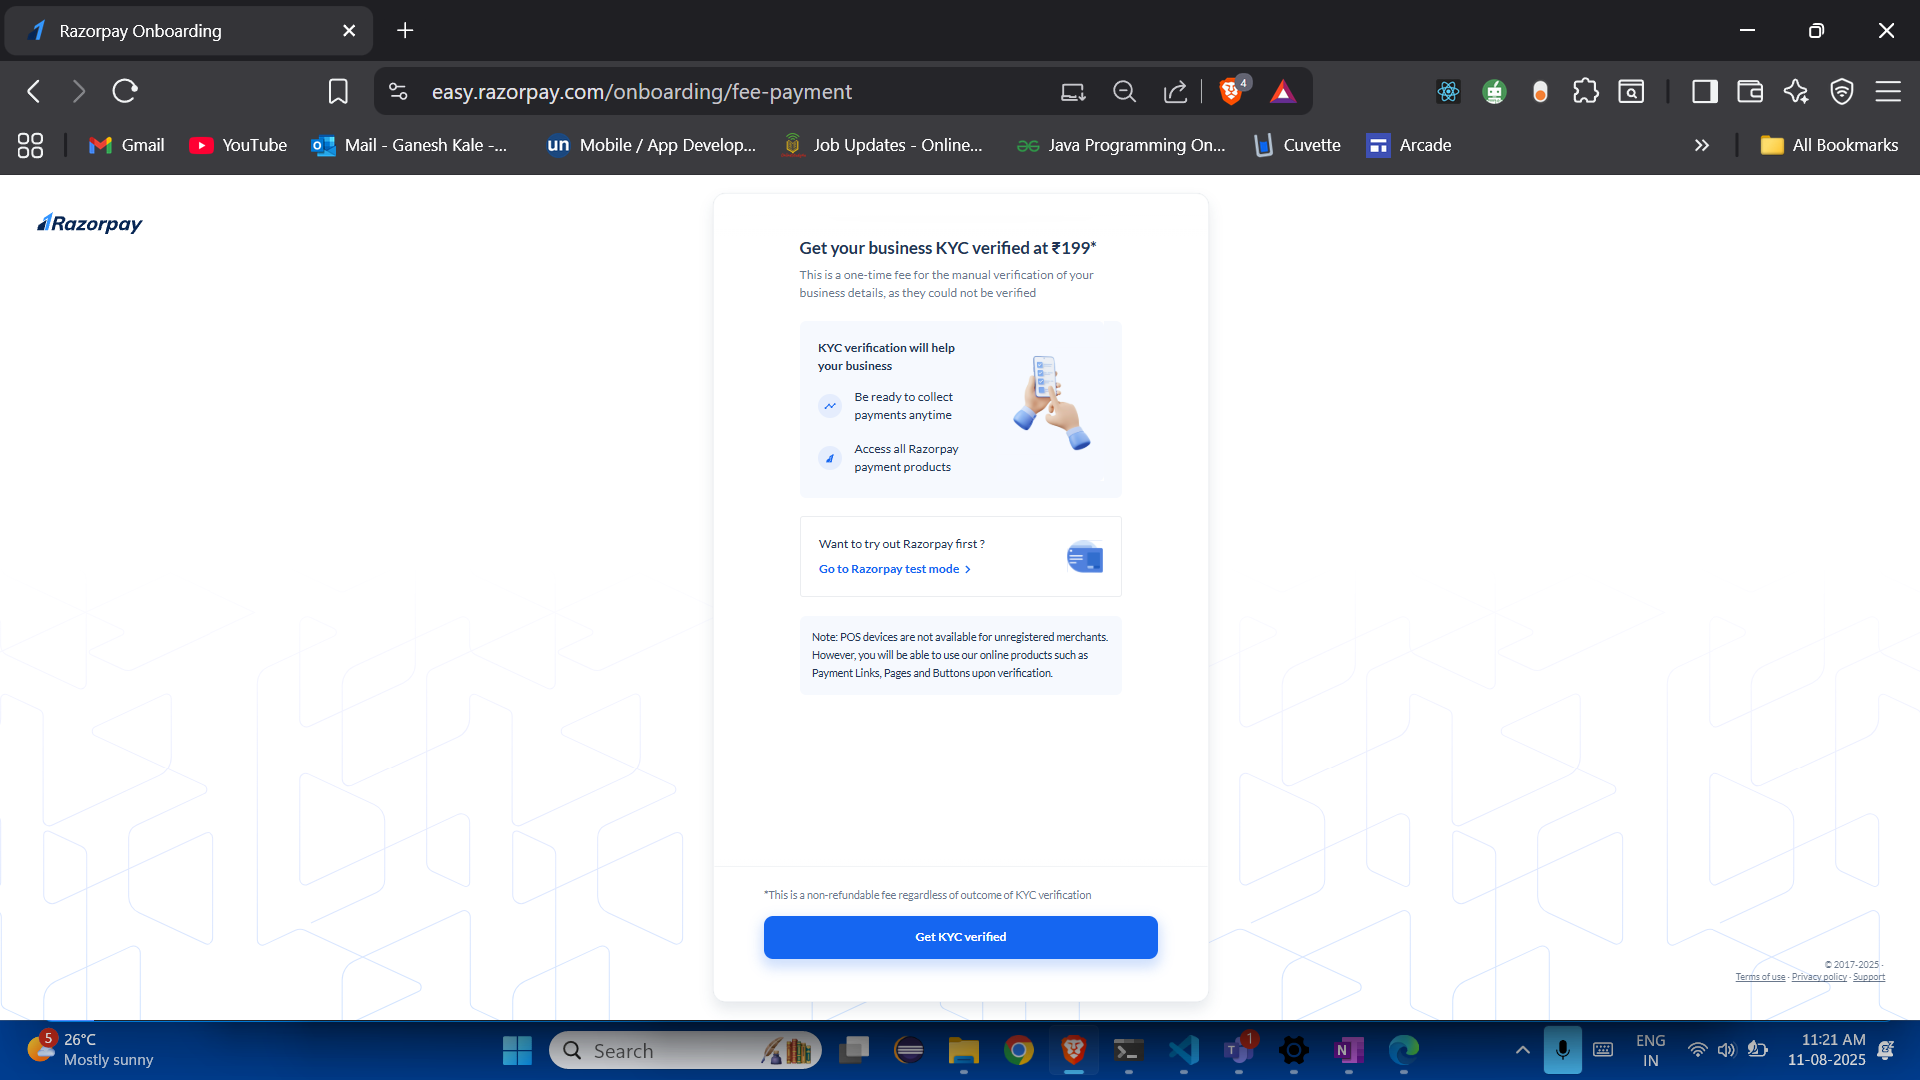 Razorpay Onboarding
easy.razorpay.com/onboarding/fee-payment
4
Gmail
YouTube
Mail - Ganesh Kale -...
un
Mobile / App Develop...
Job Updates - Online...
Java Programming On...
Cuvette
Arcade
All Bookmarks
Razorpay
Get your business KYC verified at ₹199*
This is a one-time fee for the manual verification of your
business details, as they could not be verified
KYC verification will help
your business
Be ready to collect
payments anytime
Access all Razorpay
payment products
Want to try out Razorpay first ?
Go to Razorpay test mode >
Note: POS devices are not available for unregistered merchants.
However, you will be able to use our online products such as
Payment Links, Pages and Buttons upon verification.
*This is a non-refundable fee regardless of outcome of KYC verification
Get KYC verified
© 2017-2025 ·
Terms of use · Privacy policy · Support
5
26°C
Mostly sunny
Search
1
ENG
IN
11:21 AM
11-08-2025